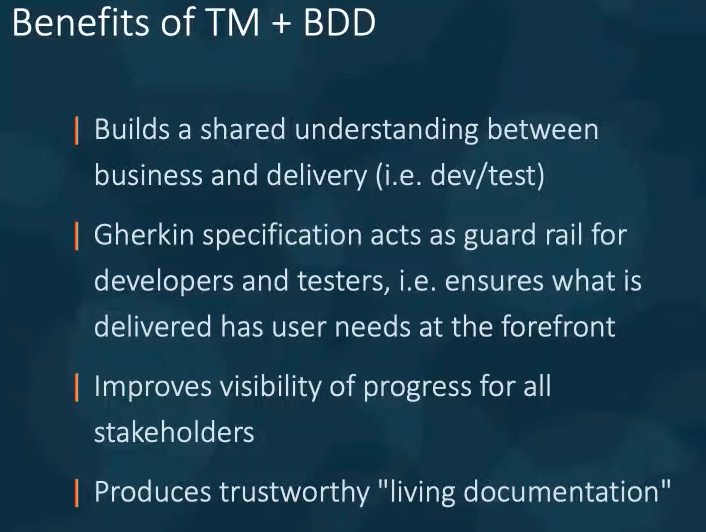 Benefits of TM + BDD
Builds a shared understanding between
business and delivery (i.e. dev/test)
Gherkin specification acts as guard rail for
developers and testers, i.e. ensures what is
delivered has user needs at the forefront
Improves visibility of progress for all
stakeholders
Produces trustworthy "living documentation"